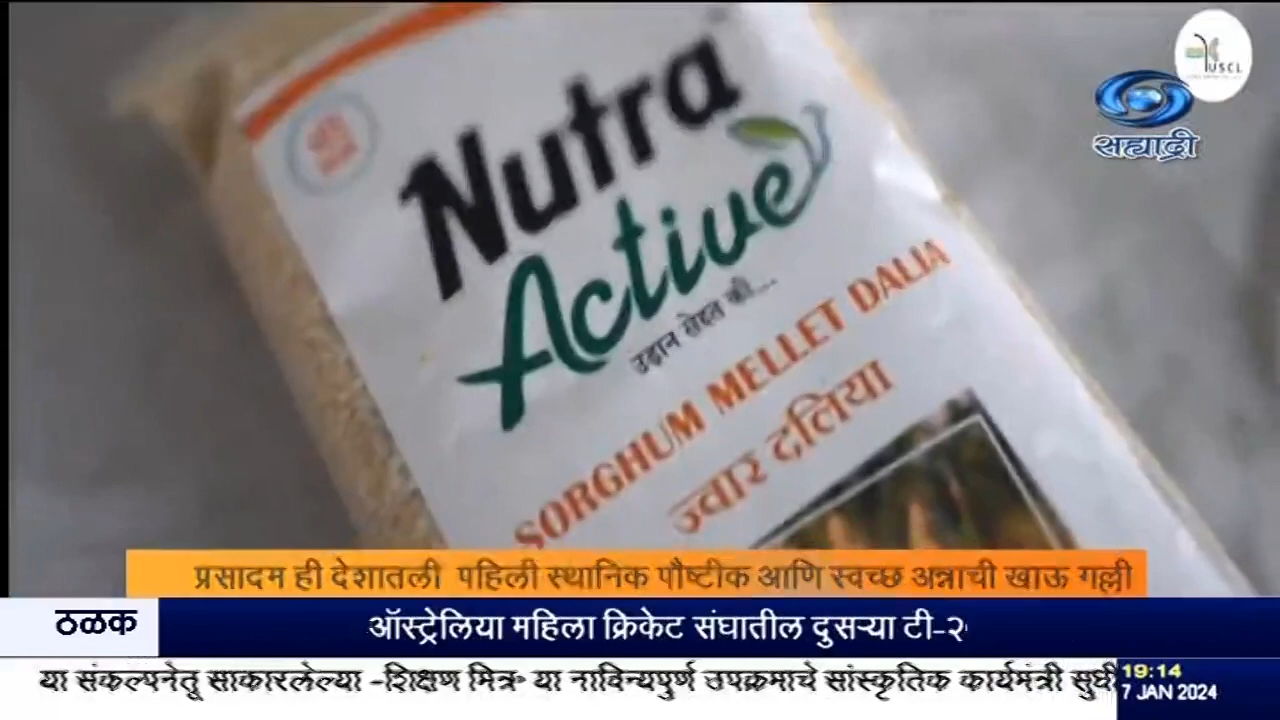 Nutra
USCL
Active
सह्याद्री
उड़ान सेहत की...
SORGHUM MELLET DALIA
ज्वार दलिया
प्रसादम ही देशातली पहिली स्थानिक पौष्टीक आणि स्वच्छ अन्नाची खाऊ गल्ली
ठळक
ऑस्ट्रेलिया महिला क्रिकेट संघातील दुसऱ्या टी-२
या संकल्पनेतू साकारलेल्या -शिक्षण मित्र- या नाविन्यपुर्ण उपक्रमाचे सांस्कृतिक कार्यमंत्री सुधी
19:14
7 JAN 2024